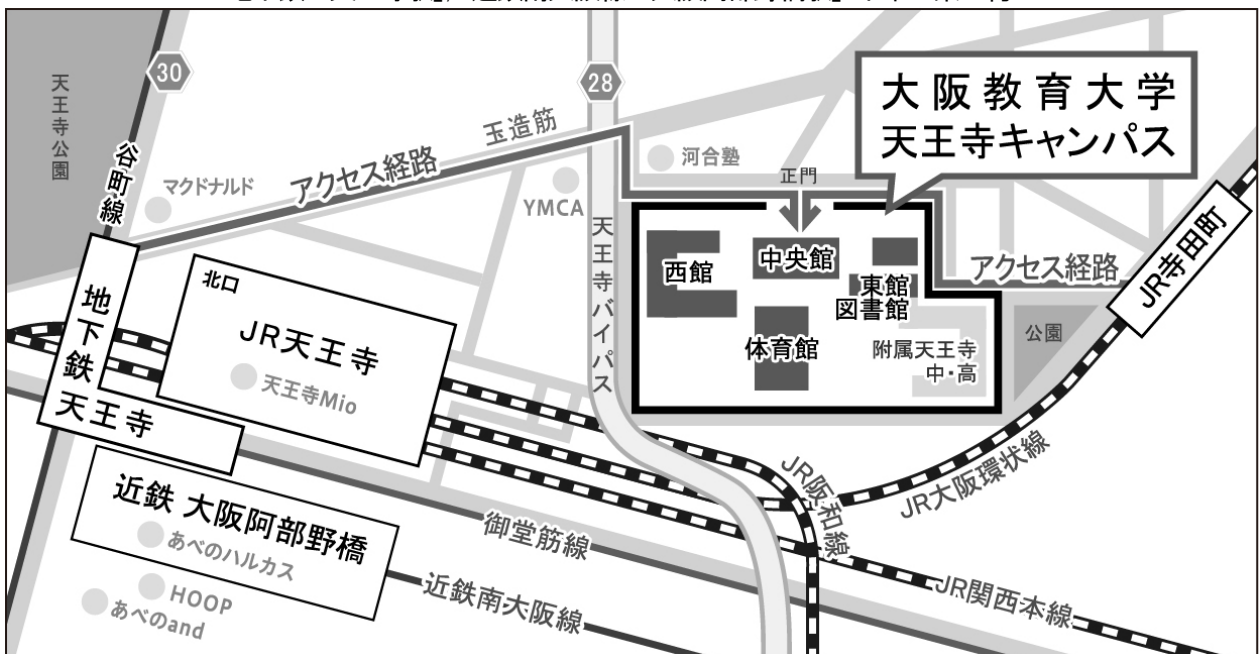 30
28
天王寺公園
谷町線
マクドナルド
アクセス経路
玉造筋
YMCA
河合塾
正門
大阪教育大学
天王寺キャンパス
天王寺バイパス
西館
中央館
東館
図書館
体育館
附属天王寺
中・高
アクセス経路
公園
JR寺田町
地下鉄
天王寺
北口
JR天王寺
天王寺Mio
近鉄 大阪阿部野橋
あべのハルカス
HOOP
あべのand
御堂筋線
近鉄南大阪線
JR阪和線
JR大阪環状線
JR関西本線